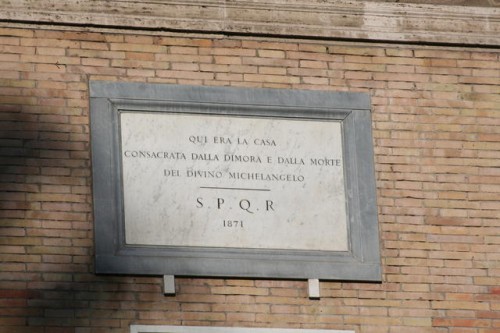 QUI ERA LA CASA
CONSACRATA DALLA DIMORA E DALLA MORTE
DEL DIVINO MICHELANGELO
S. P. Q. R
1871